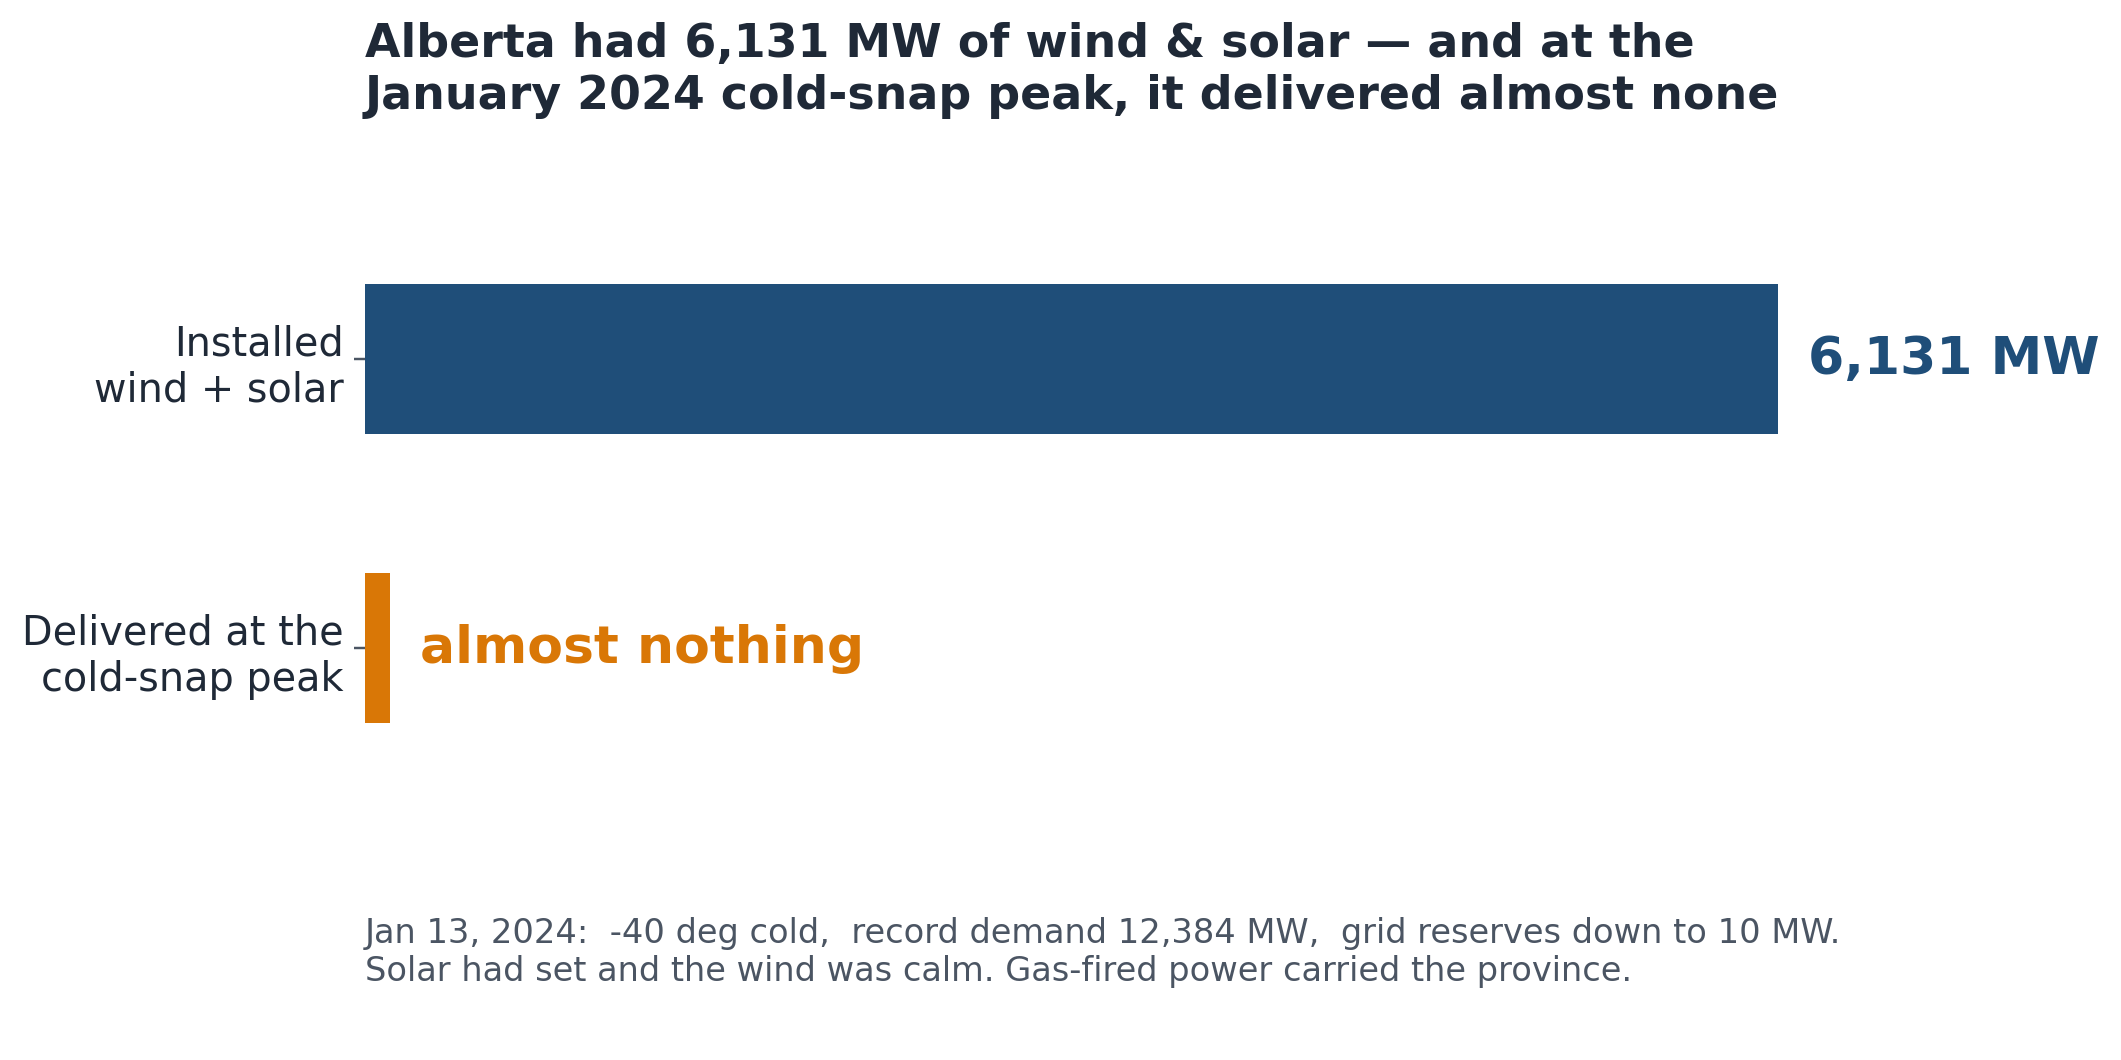 Alberta had 6,131 MW of wind & solar — and at the
January 2024 cold-snap peak, it delivered almost none
Installed
wind + solar
6,131 MW
Delivered at the
cold-snap peak
almost nothing
Jan 13, 2024:  -40 deg cold,  record demand 12,384 MW,  grid reserves down to 10 MW.
Solar had set and the wind was calm. Gas-fired power carried the province.